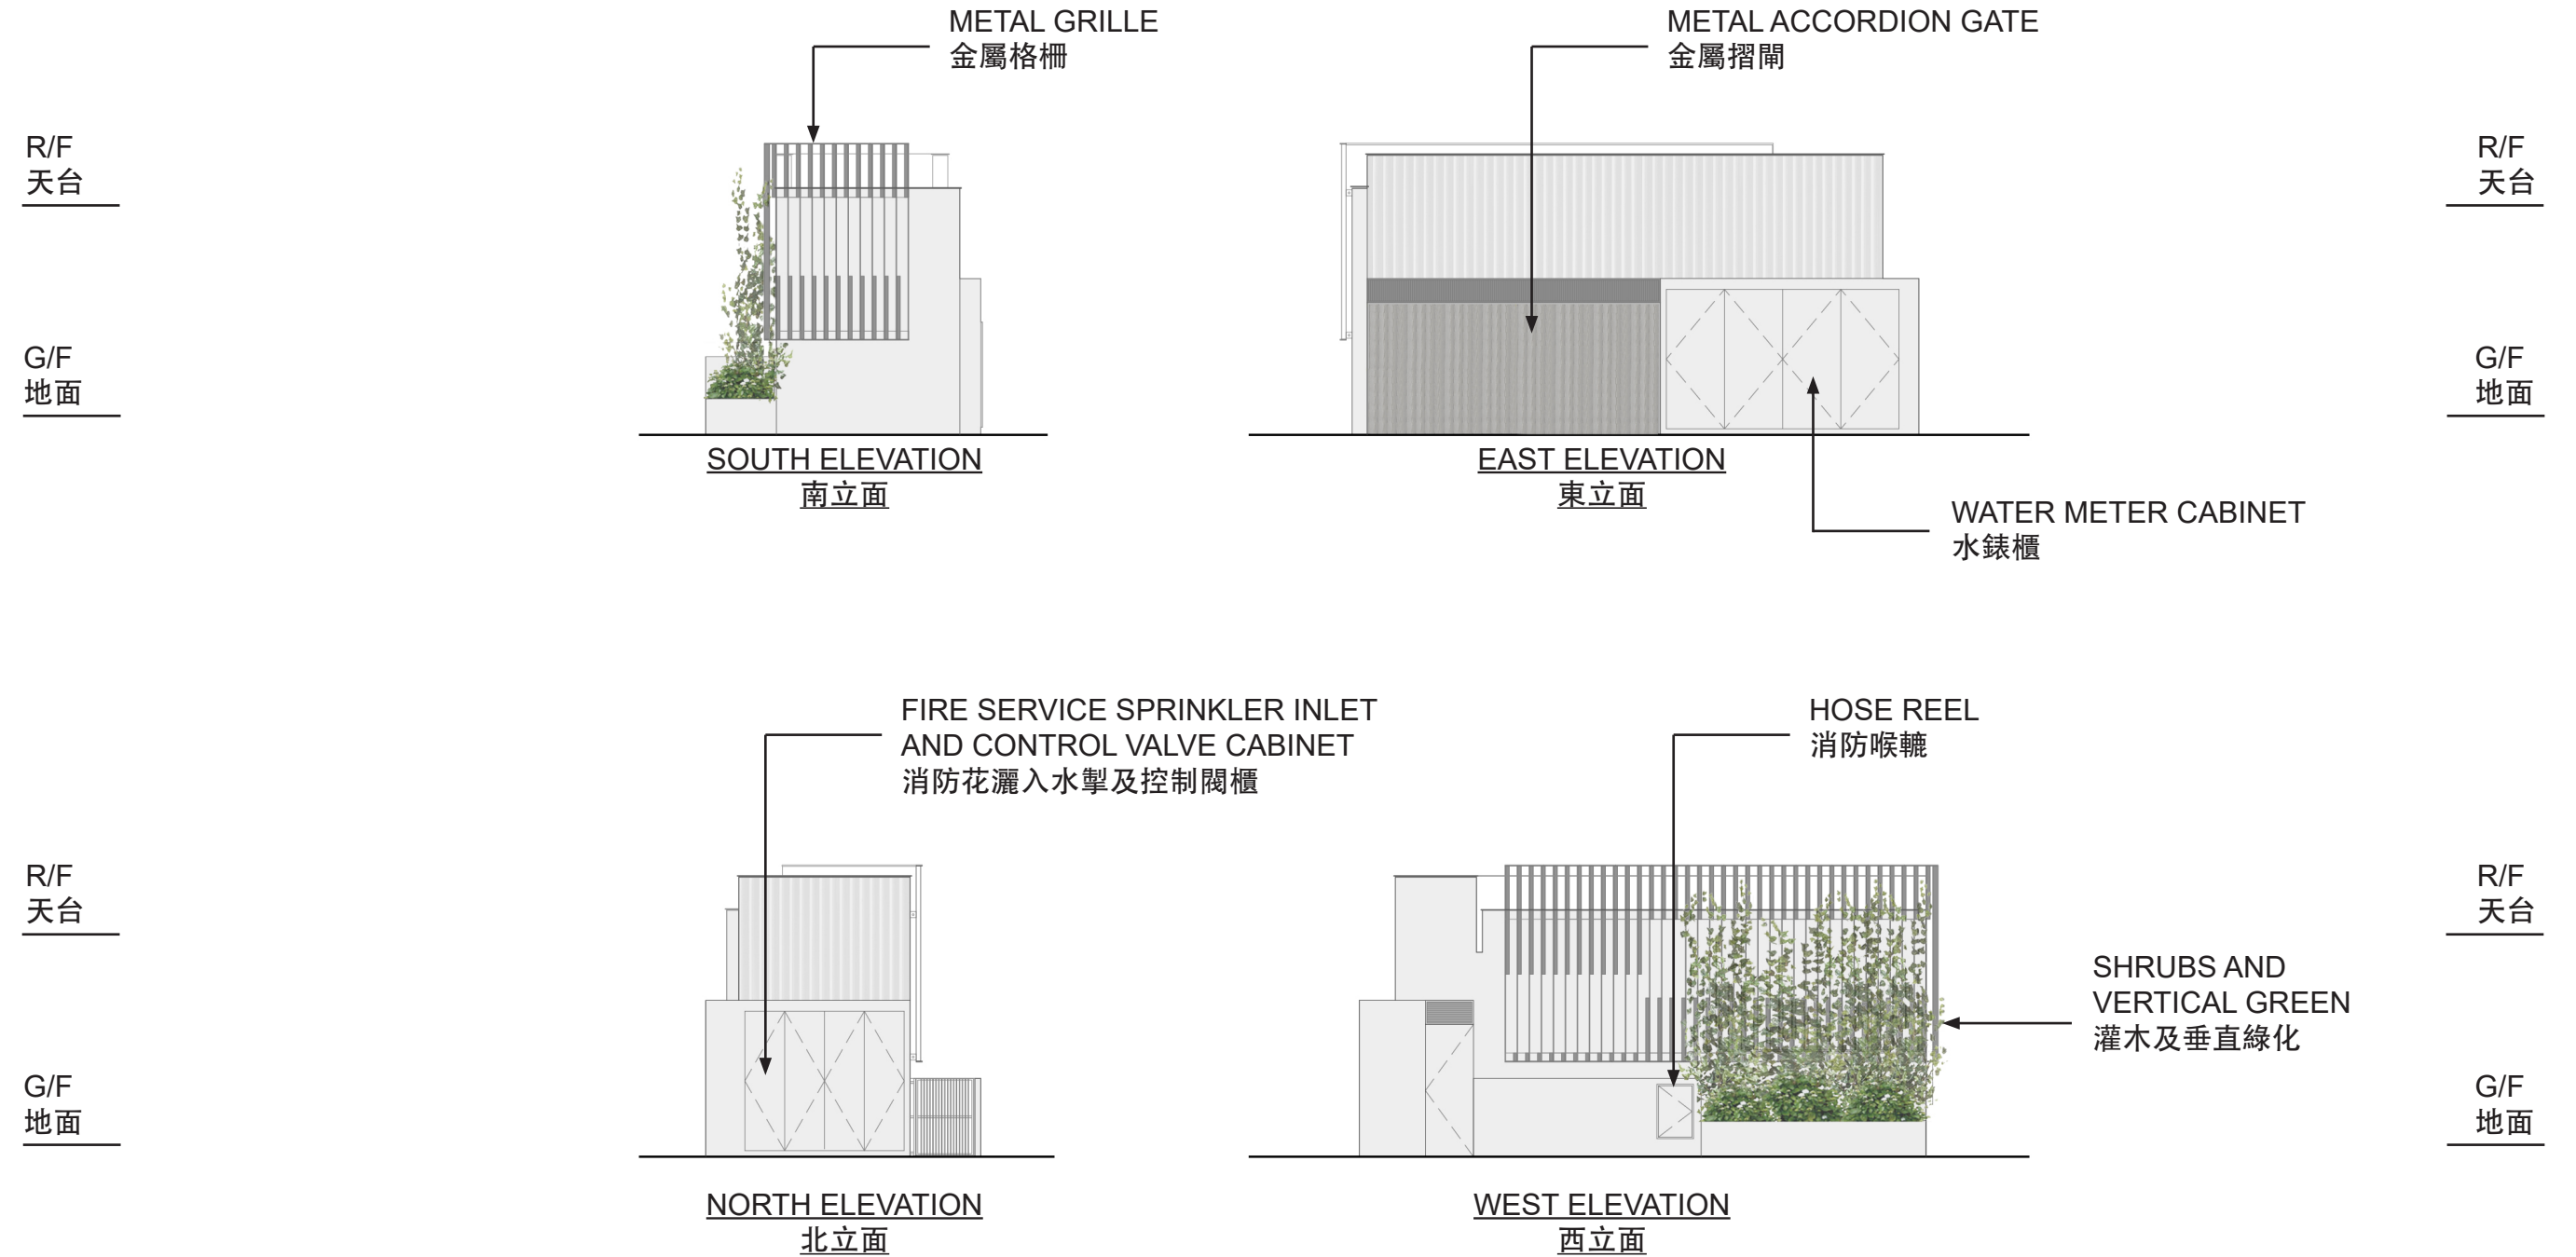 METAL GRILLE
金屬格柵
METAL ACCORDION GATE
金屬摺閘
R/F
天台
R/F
天台
G/F
地面
G/F
地面
SOUTH ELEVATION
南立面
EAST ELEVATION
東立面
WATER METER CABINET
水錶櫃
FIRE SERVICE SPRINKLER INLET
AND CONTROL VALVE CABINET
消防花灑入水掣及控制閥櫃
HOSE REEL
消防喉轆
R/F
天台
R/F
天台
SHRUBS AND
VERTICAL GREEN
灌木及垂直綠化
G/F
地面
G/F
地面
NORTH ELEVATION
北立面
WEST ELEVATION
西立面